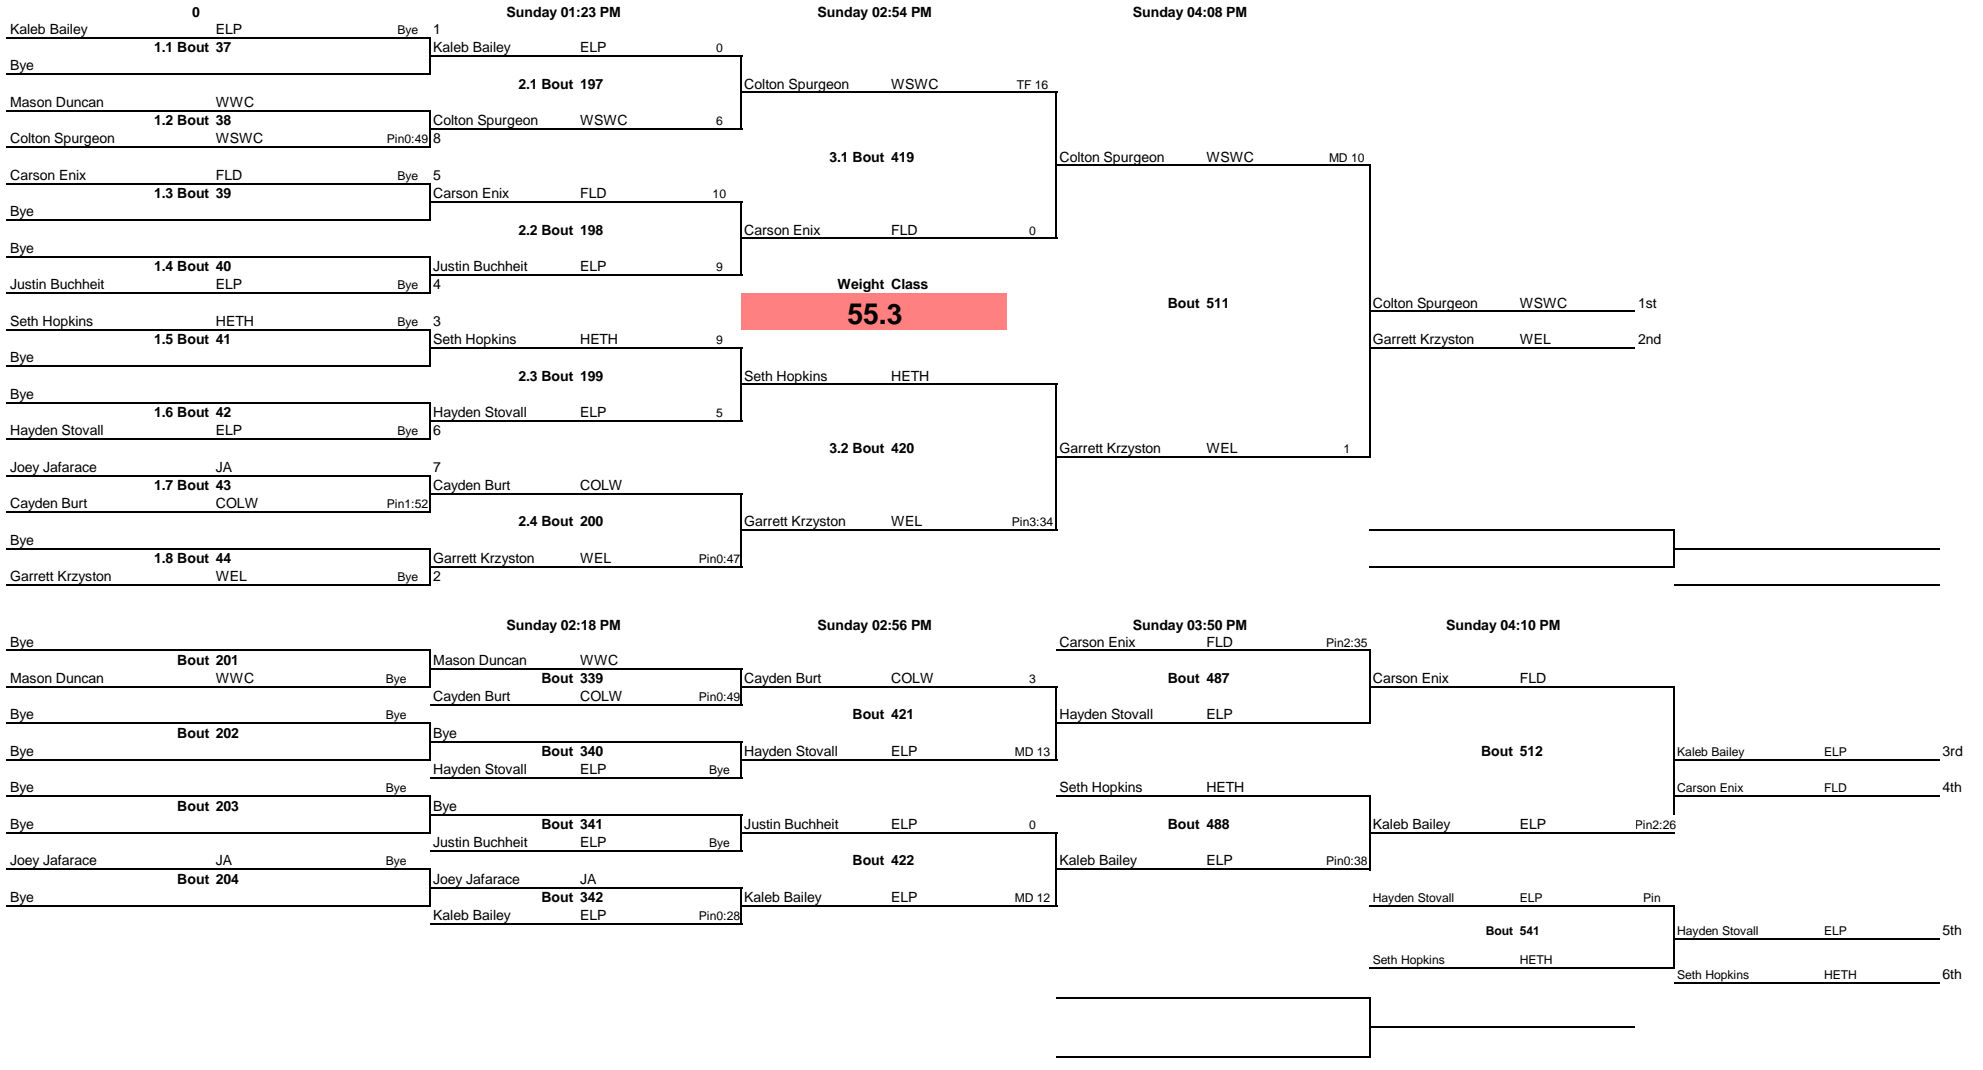 0 Sunday 01:23 PM Sunday 02:54 PM Sunday 04:08 PM
Kaleb Bailey ELP Bye 1
1.1 Bout 37 Kaleb Bailey ELP 0
Bye
2.1 Bout 197 Colton Spurgeon WSWC TF 16
Mason Duncan WWC
1.2 Bout 38 Colton Spurgeon WSWC 6
Colton Spurgeon WSWC Pin0:49 8
3.1 Bout 419 Colton Spurgeon WSWC MD 10
Carson Enix FLD Bye 5
1.3 Bout 39 Carson Enix FLD 10
Bye
2.2 Bout 198 Carson Enix FLD 0
Bye
1.4 Bout 40 Justin Buchheit ELP 9
Justin Buchheit ELP Bye 4 Weight Class
Bout 511 Colton Spurgeon WSWC 1st
55.3
Seth Hopkins HETH Bye 3
1.5 Bout 41 Seth Hopkins HETH 9 Garrett Krzyston WEL 2nd
Bye
2.3 Bout 199 Seth Hopkins HETH
Bye
1.6 Bout 42 Hayden Stovall ELP 5
Hayden Stovall ELP Bye 6
3.2 Bout 420 Garrett Krzyston WEL 1
Joey Jafarace JA 7
1.7 Bout 43 Cayden Burt COLW
Cayden Burt COLW Pin1:52
2.4 Bout 200 Garrett Krzyston WEL Pin3:34
Bye
1.8 Bout 44 Garrett Krzyston WEL Pin0:47
Garrett Krzyston WEL Bye 2
Sunday 02:18 PM Sunday 02:56 PM Sunday 03:50 PM Sunday 04:10 PM
Bye Carson Enix FLD Pin2:35
Bout 201 Mason Duncan WWC
Mason Duncan WWC Bye Bout 339 Cayden Burt COLW 3 Bout 487 Carson Enix FLD
Cayden Burt COLW Pin0:49
Bye Bye Bout 421 Hayden Stovall ELP
Bout 202 Bye
Bye Bout 340 Hayden Stovall ELP MD 13 Bout 512 Kaleb Bailey ELP 3rd
Hayden Stovall ELP Bye
Bye Bye Seth Hopkins HETH Carson Enix FLD 4th
Bout 203 Bye
Bye Bout 341 Justin Buchheit ELP 0 Bout 488 Kaleb Bailey ELP Pin2:26
Justin Buchheit ELP Bye
Joey Jafarace JA Bye Bout 422 Kaleb Bailey ELP Pin0:38
Bout 204 Joey Jafarace JA
Bye Bout 342 Kaleb Bailey ELP MD 12 Hayden Stovall ELP Pin
Kaleb Bailey ELP Pin0:28
Bout 541 Hayden Stovall ELP 5th
Seth Hopkins HETH
Seth Hopkins HETH 6th